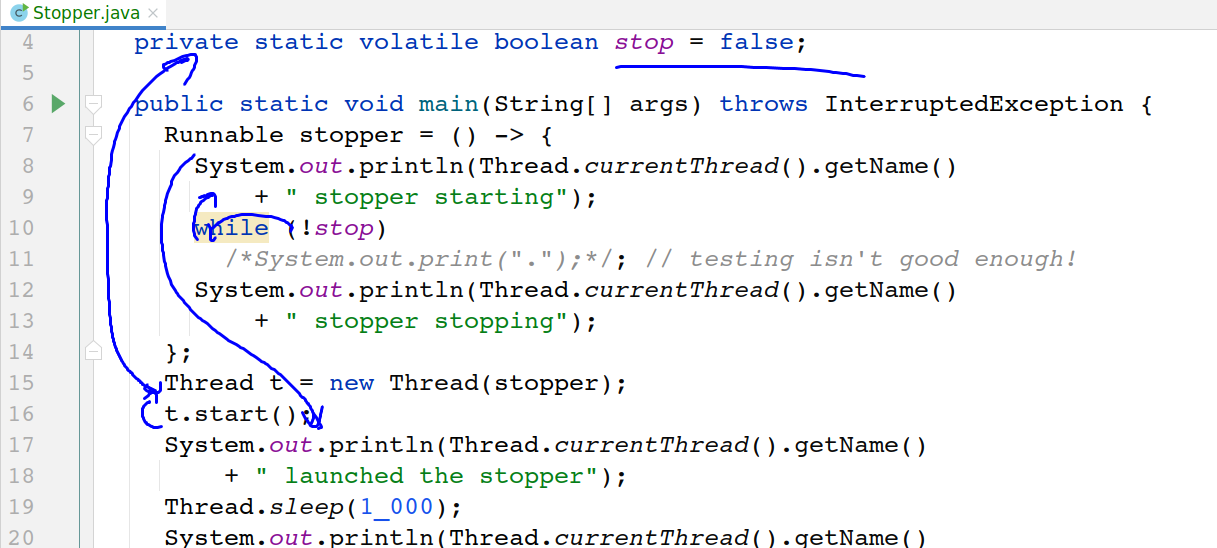 Stopper.java
4 private static volatile boolean stop = false;
5
6 public static void main(String[] args) throws InterruptedException {
7 Runnable stopper = () -> {
8 System.out.println(Thread.currentThread().getName()
9 + " stopper starting");
10 while (!stop)
11 /*System.out.print(".");*/; // testing isn't good enough!
12 System.out.println(Thread.currentThread().getName()
13 + " stopper stopping");
14 };
15 Thread t = new Thread(stopper);
16 t.start();
17 System.out.println(Thread.currentThread().getName()
18 + " launched the stopper");
19 Thread.sleep(1_000);
20 System.out.println(Thread.currentThread().getName()